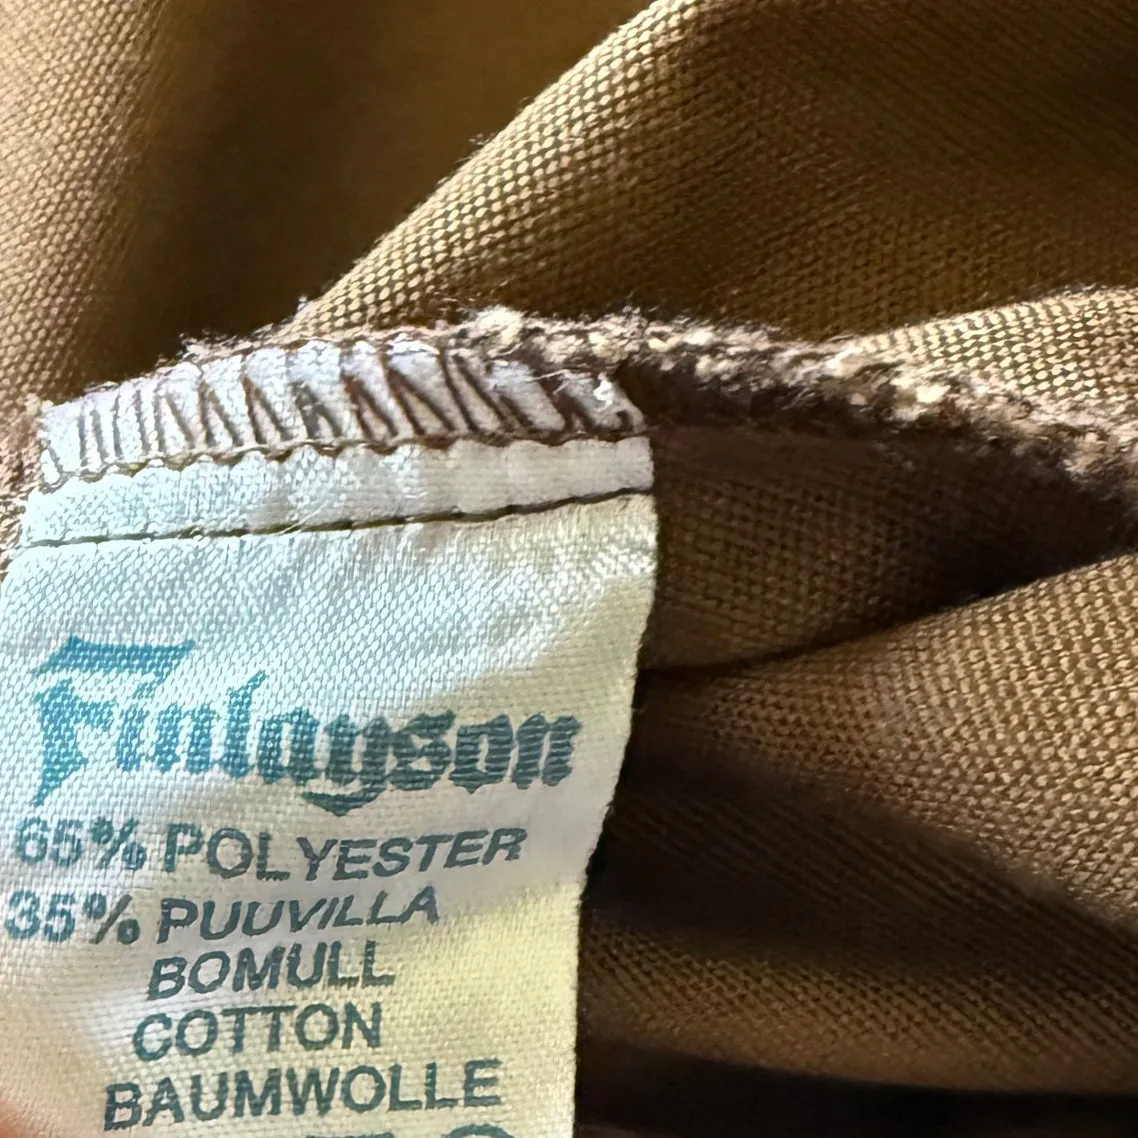 Finlayson
65% POLYESTER
35% PUUVILLA
BOMULL
COTTON
BAUMWOLLE